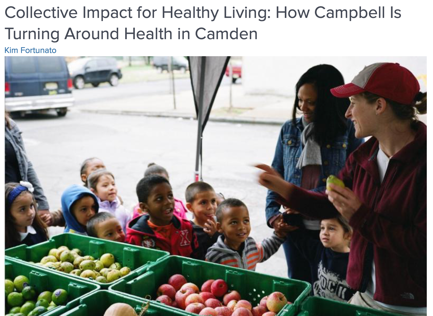 Collective Impact for Healthy Living: How Campbell Is
Turning Around Health in Camden
Kim Fortunato